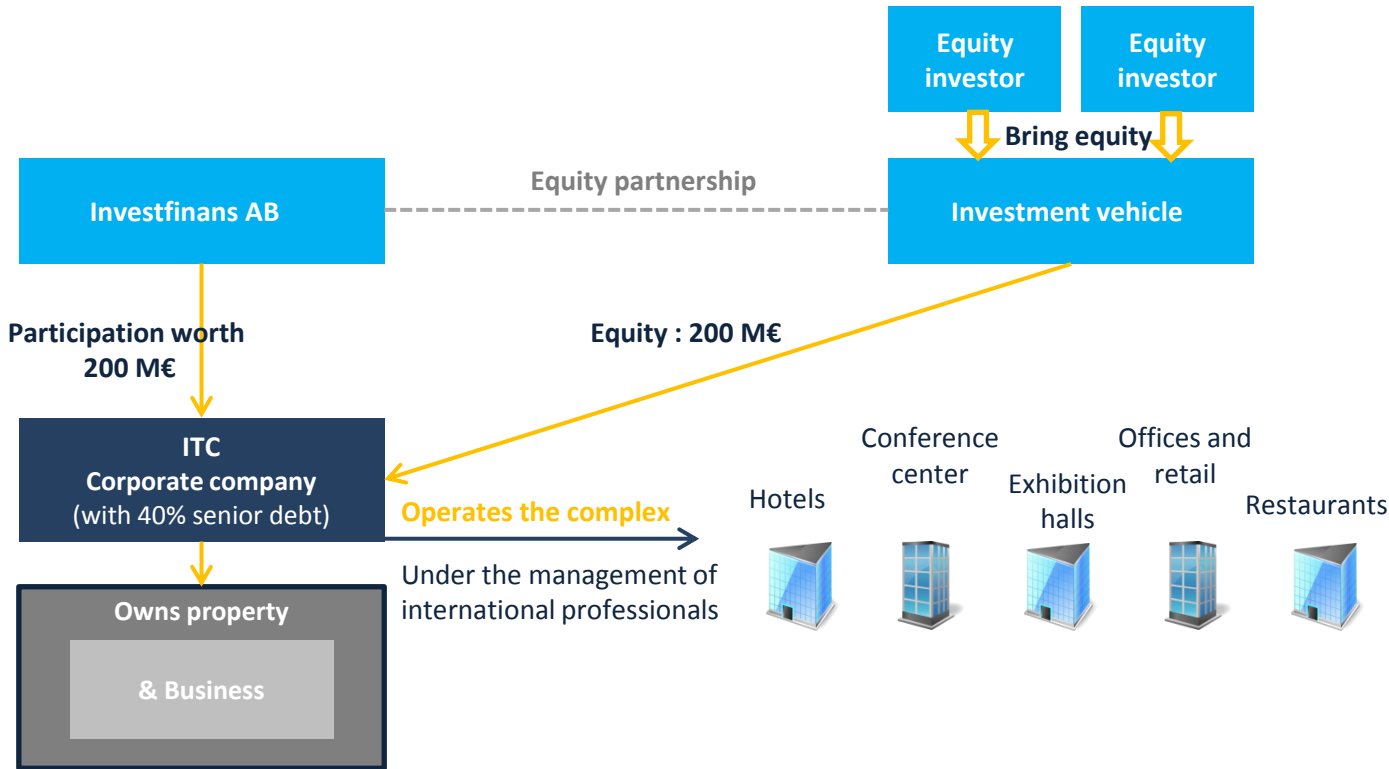 Equity
investor
Equity
investor
Bring equity
Investfinans AB
Equity partnership
Investment vehicle
Participation worth
200 M€
Equity : 200 M€
ITC
Corporate company
(with 40% senior debt)
Operates the complex
Under the management of
international professionals
Hotels
Conference
center
Exhibition
halls
Offices and
retail
Restaurants
Owns property
& Business